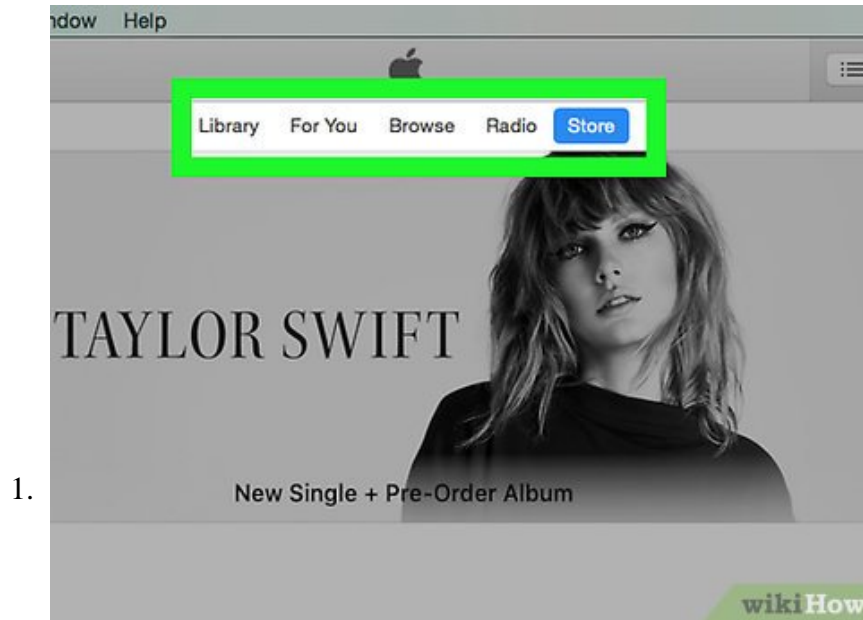 ndow Help
Library For You Browse Radio Store
TAYLOR SWIFT
1.
New Single + Pre-Order Album
wikiHow